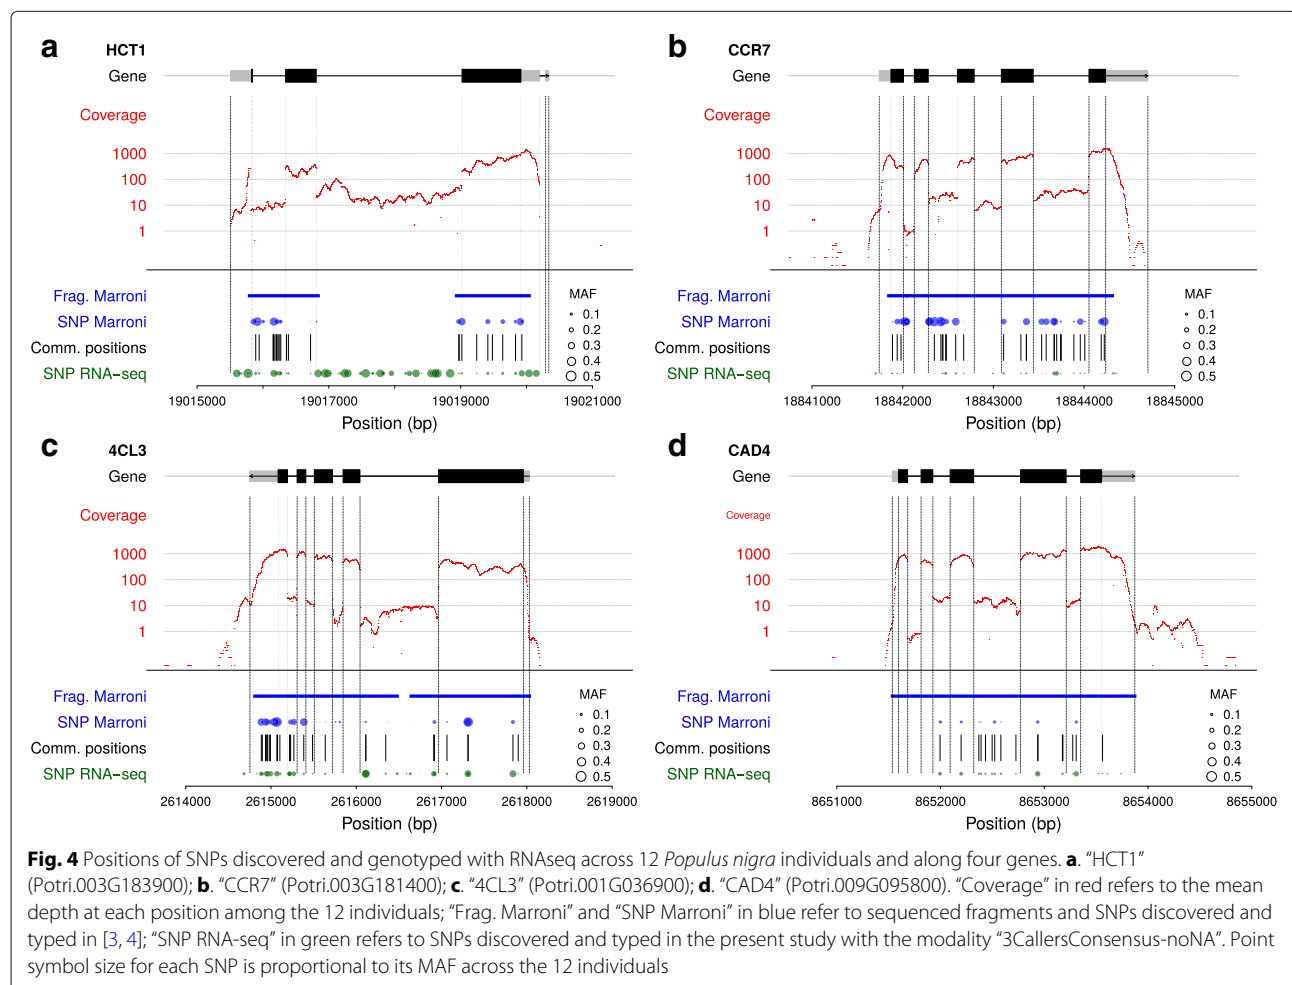 a
HCT1
Gene
Coverage
1000
100
10
1
Frag. Marroni
SNP Marroni
Comm. positions
SNP RNA−seq
MAF
0.1
0.2
0.3
0.4
0.5
19015000 19017000 19019000 19021000
Position (bp)
b
CCR7
Gene
Coverage
1000
100
10
1
Frag. Marroni
SNP Marroni
Comm. positions
SNP RNA−seq
MAF
0.1
0.2
0.3
0.4
0.5
18841000 18842000 18843000 18844000 18845000
Position (bp)
c
4CL3
Gene
Coverage
1000
100
10
1
Frag. Marroni
SNP Marroni
Comm. positions
SNP RNA−seq
MAF
0.1
0.2
0.3
0.4
0.5
2614000 2615000 2616000 2617000 2618000 2619000
Position (bp)
d
CAD4
Gene
Coverage
1000
100
10
1
Frag. Marroni
SNP Marroni
Comm. positions
SNP RNA−seq
MAF
0.1
0.2
0.3
0.4
0.5
8651000 8652000 8653000 8654000 8655000
Position (bp)
Fig. 4 Positions of SNPs discovered and genotyped with RNAseq across 12 Populus nigra individuals and along four genes. a. “HCT1”
(Potri.003G183900); b. “CCR7” (Potri.003G181400); c. “4CL3” (Potri.001G036900); d. “CAD4” (Potri.009G095800). “Coverage” in red refers to the mean
depth at each position among the 12 individuals; “Frag. Marroni” and “SNP Marroni” in blue refer to sequenced fragments and SNPs discovered and
typed in [3, 4]; “SNP RNA-seq” in green refers to SNPs discovered and typed in the present study with the modality “3CallersConsensus-noNA”. Point
symbol size for each SNP is proportional to its MAF across the 12 individuals